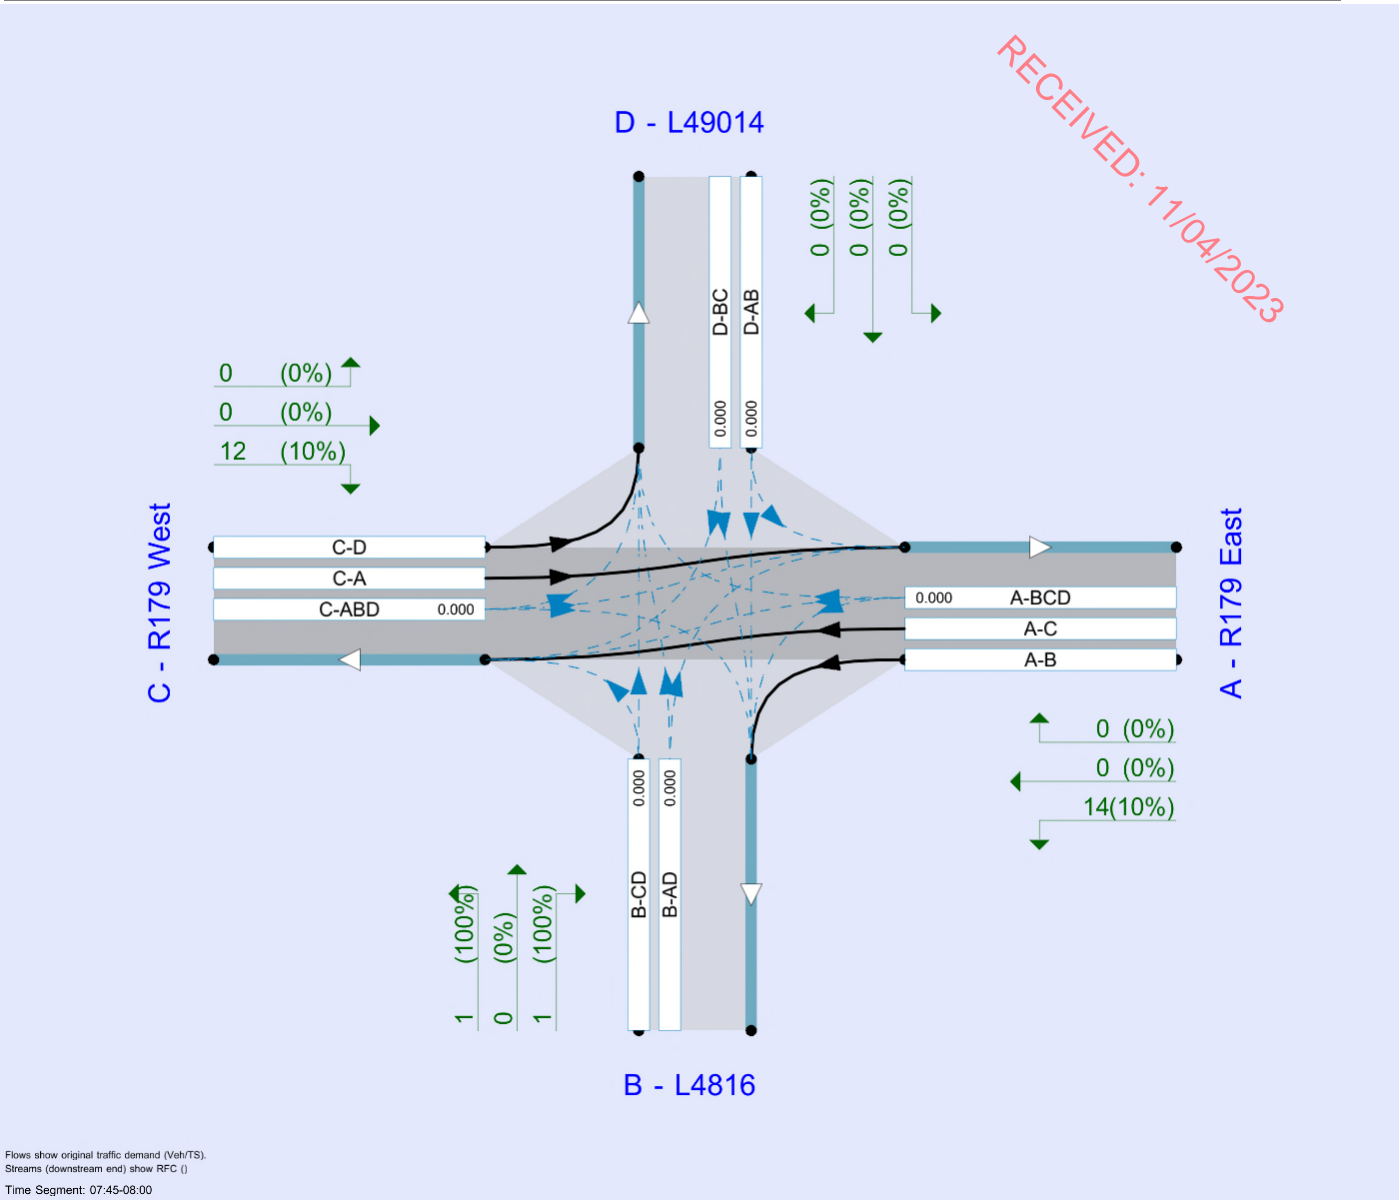 RECEIVED: 11/04/2023
D - L49014
0 (0%)
0 (0%)
0 (0%)
D-BC
0.000
D-AB
0.000
0 (0%)
0 (0%)
12 (10%)
C - R179 West
C-D
C-A
C-ABD 0.000
A - R179 East
0.000 A-BCD
A-C
A-B
0 (0%)
0 (0%)
14(10%)
0.000
B-CD
0.000
B-AD
1 (100%)
0 (0%)
1 (100%)
B - L4816
Flows show original traffic demand (Veh/TS).
Streams (downstream end) show RFC ()
Time Segment: 07:45-08:00